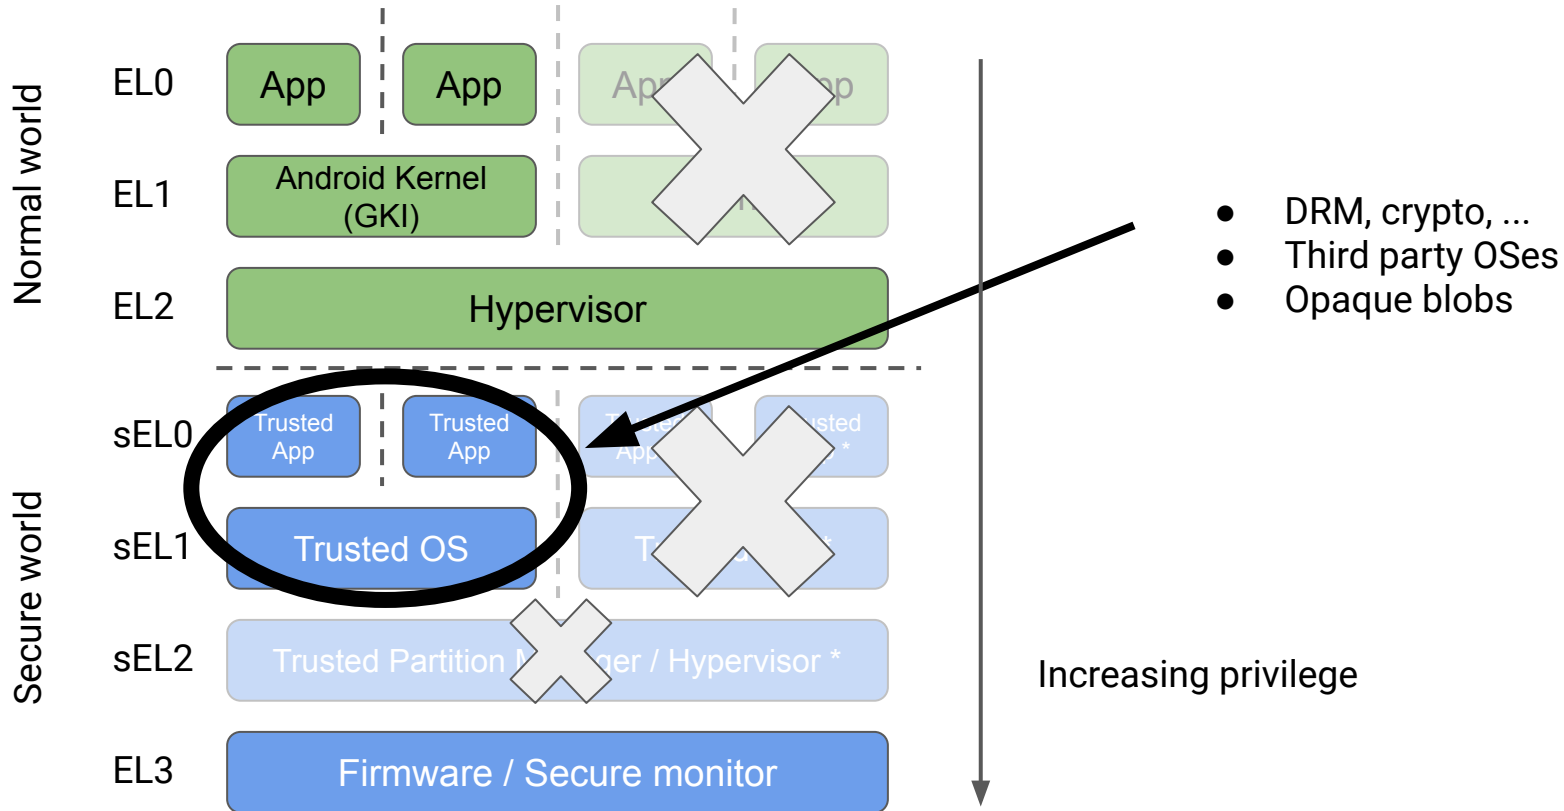 Normal world
EL0
App
App
App
EL1
Android Kernel
(GKI)
EL2
Hypervisor
DRM, crypto, ...
Third party OSes
Opaque blobs
Secure world
sEL0
Trusted
App
Trusted
App
sEL1
Trusted OS
sEL2
Trusted Partition / Hypervisor *
Increasing privilege
EL3
Firmware / Secure monitor